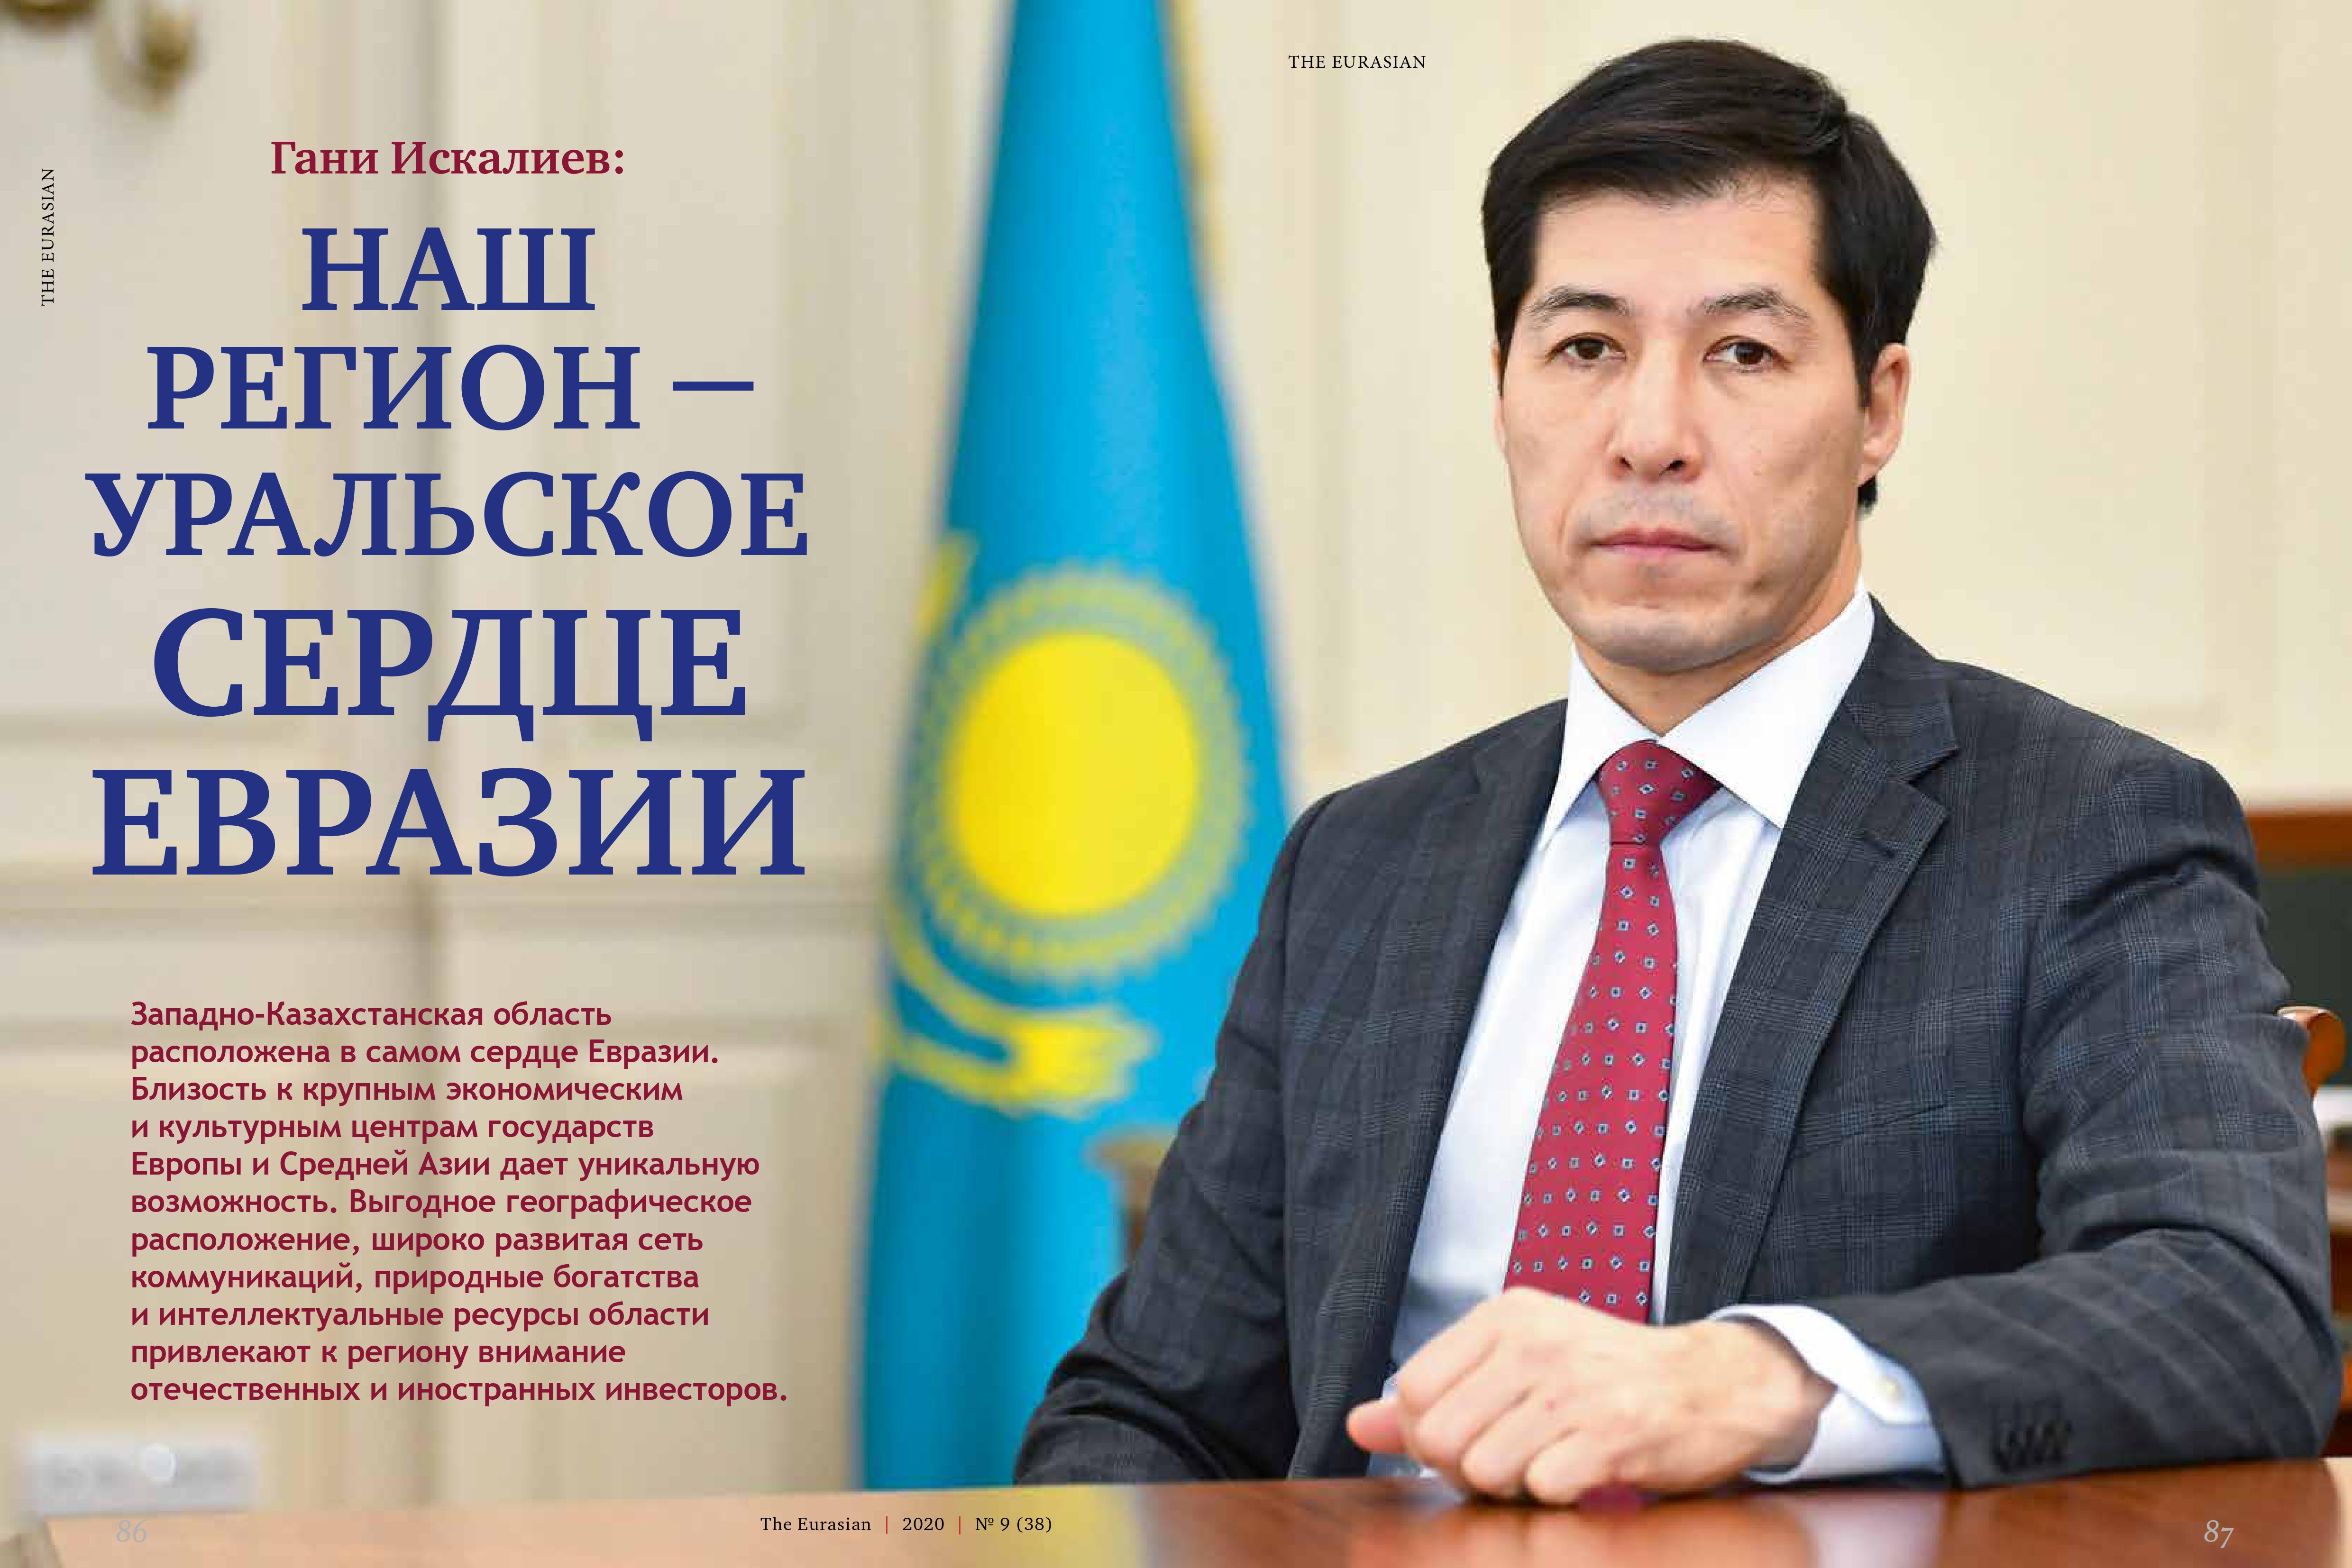 THE EURASIAN
THE EURASIAN
Гани Искалиев:
НАШ
РЕГИОН –
УРАЛЬСКОЕ
СЕРДЦЕ
ЕВРАЗИИ
Западно-Казахстанская область
расположена в самом сердце Евразии.
Близость к крупным экономическим
и культурным центрам государств
Европы и Средней Азии дает уникальную
возможность. Выгодное географическое
расположение, широко развитая сеть
коммуникаций, природные богатства
и интеллектуальные ресурсы области
привлекают к региону внимание
отечественных и иностранных инвесторов.
86
The Eurasian | 2020 | № 9 (38)
87